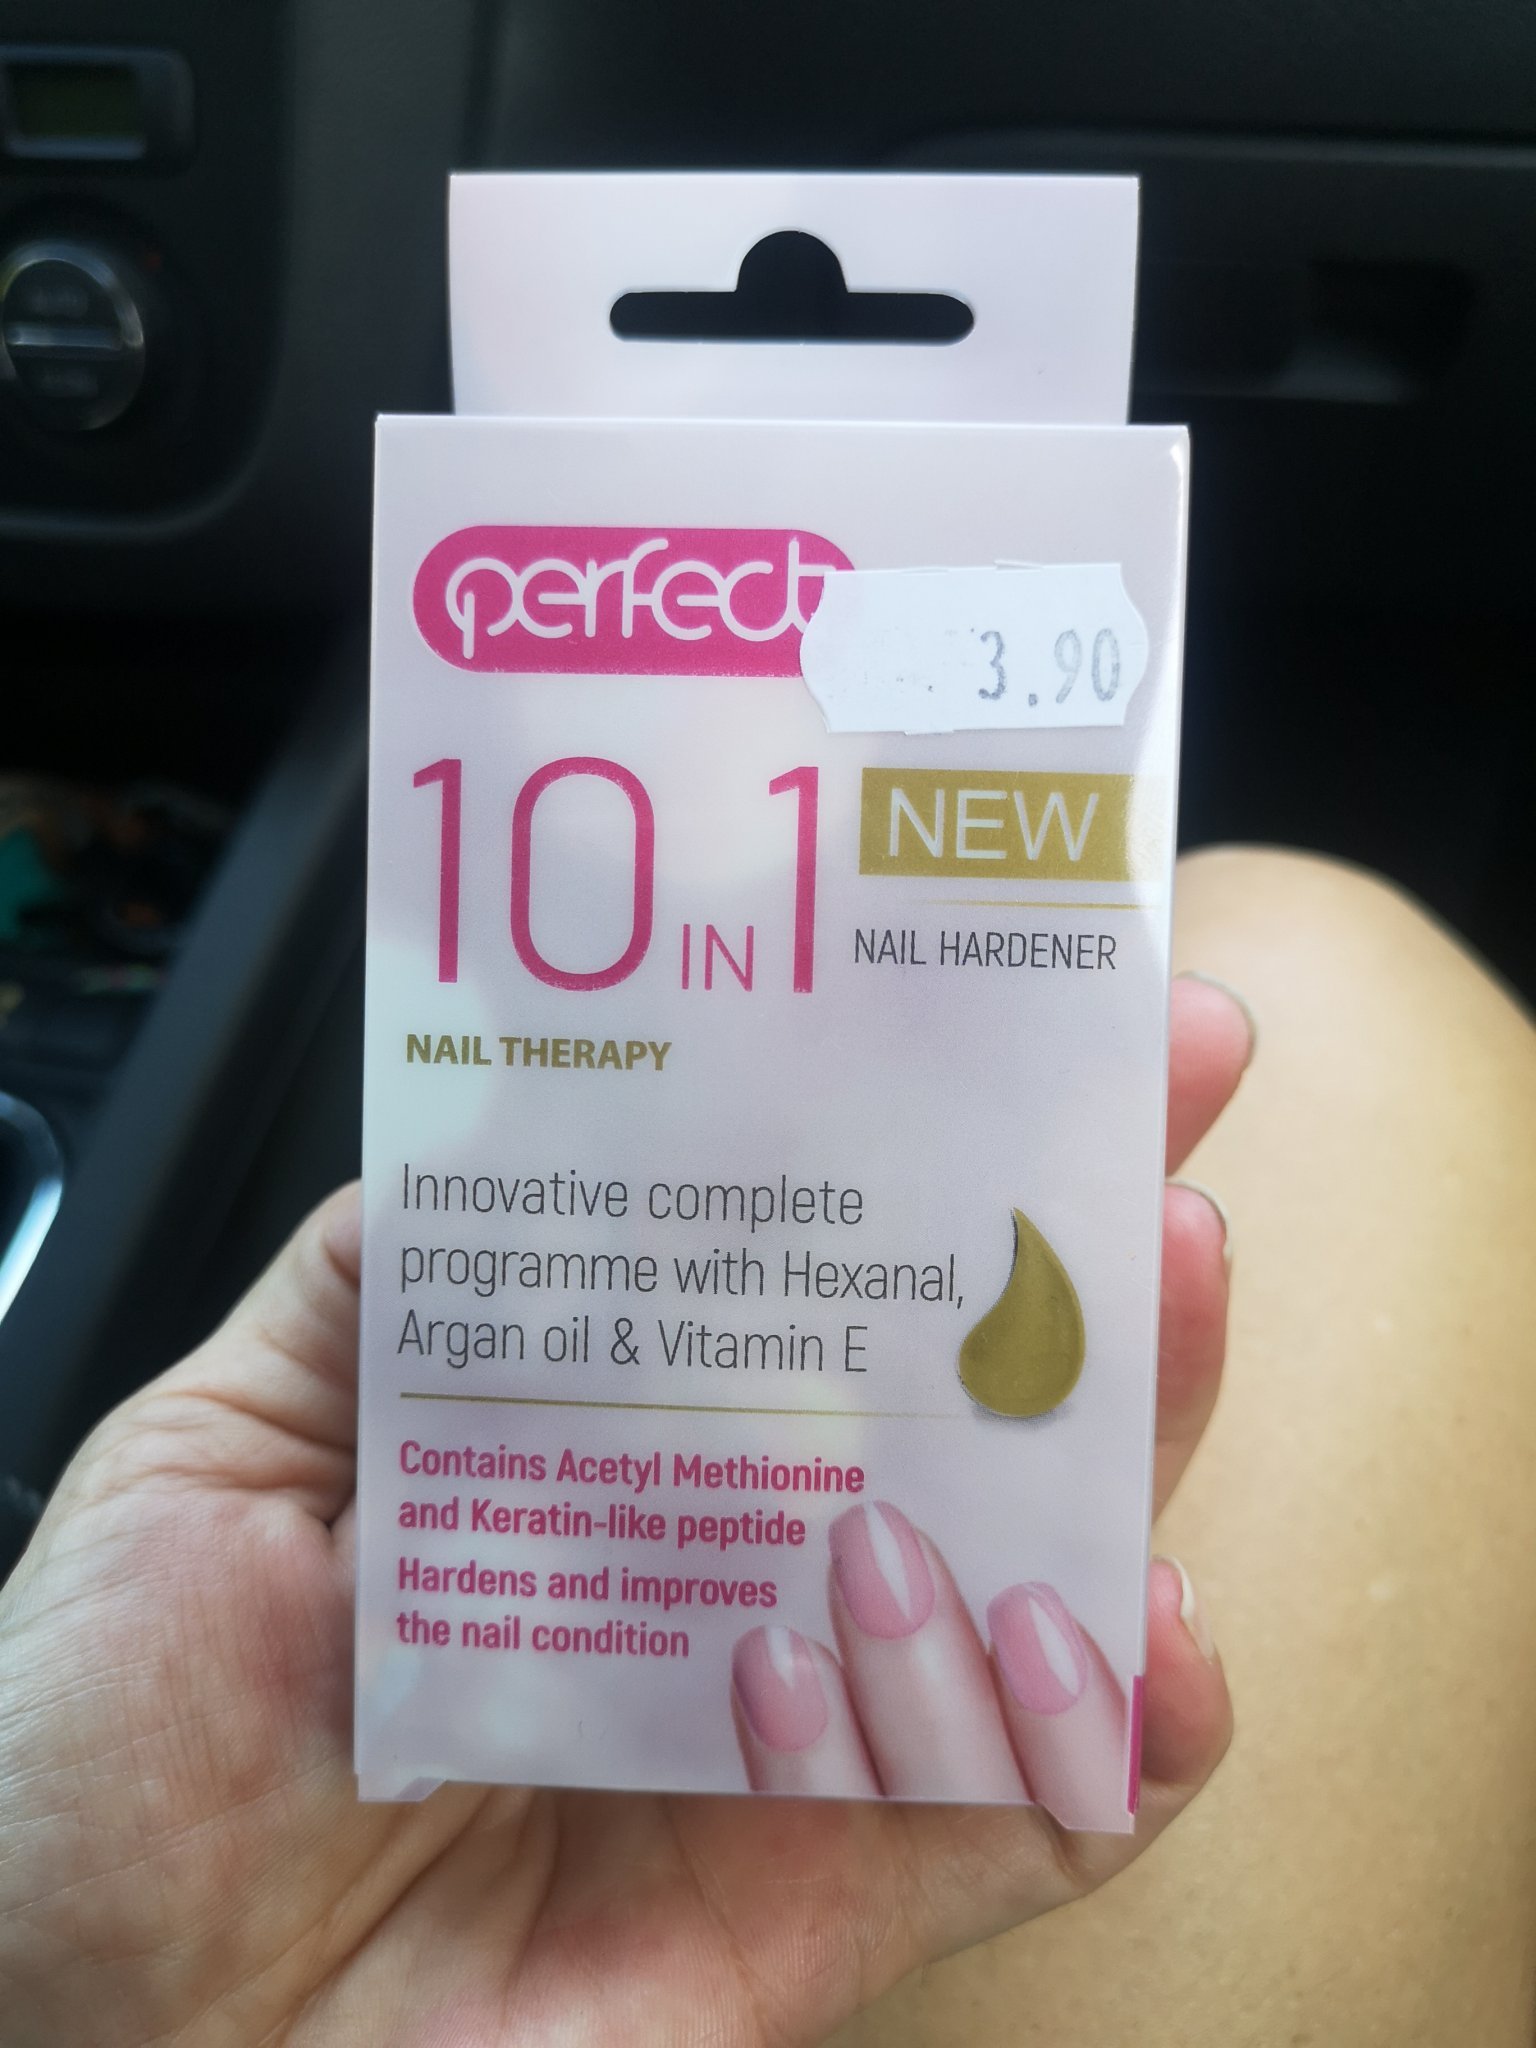 perfect
3.90
10 IN 1
NEW
NAIL HARDENER
NAIL THERAPY
Innovative complete
programme with Hexanal,
Argan oil & Vitamin E
Contains Acetyl Methionine
and Keratin-like peptide
Hardens and improves
the nail condition